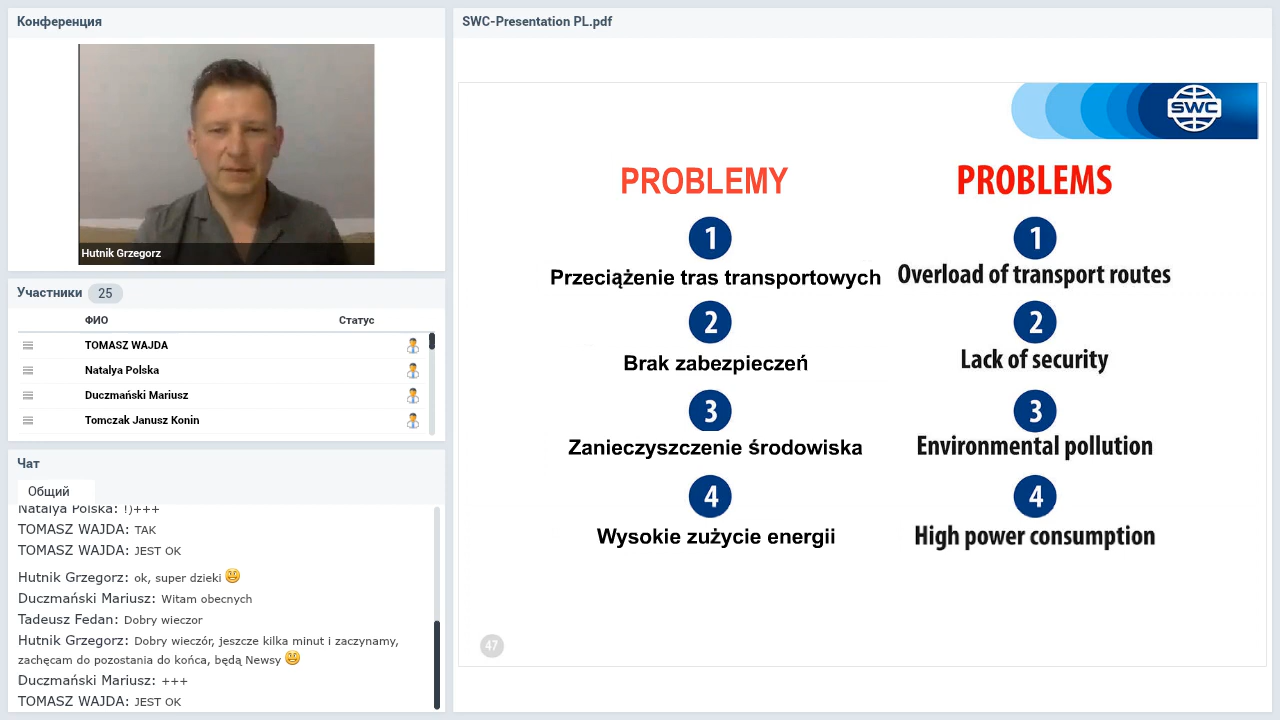 Конференция
Hutnik Grzegorz
Участники 25
ФИО Статус
TOMASZ WAJDA
Natalya Polska
Duczmański Mariusz
Tomczak Janusz Konin
Чат
Общий
Natalya Polska: !)+++
TOMASZ WAJDA: TAK
TOMASZ WAJDA: JEST OK
Hutnik Grzegorz: ok, super dzieki
Duczmański Mariusz: Witam obecnych
Tadeusz Fedan: Dobry wieczor
Hutnik Grzegorz: Dobry wieczór, jeszcze kilka minut i zaczynamy,
zachęcam do pozostania do końca, będą Newsy
Duczmański Mariusz: +++
TOMASZ WAJDA: JEST OK
SWC-Presentation PL.pdf
SWC
PROBLEMY
1
Przeciążenie tras transportowych
2
Brak zabezpieczeń
3
Zanieczyszczenie środowiska
4
Wysokie zużycie energii
PROBLEMS
1
Overload of transport routes
2
Lack of security
3
Environmental pollution
4
High power consumption
47